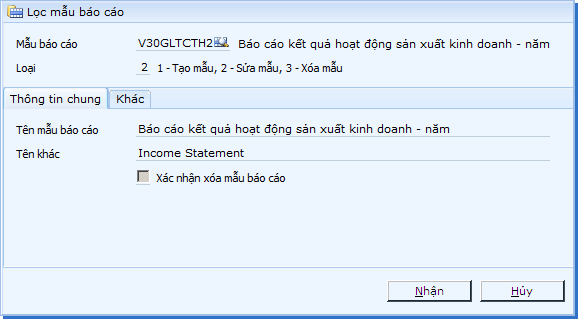 Lọc mẫu báo cáo
Mẫu báo cáo V30GLTCTH2 Báo cáo kết quả hoạt động sản xuất kinh doanh - năm
Loại 2 1 - Tạo mẫu, 2 - Sửa mẫu, 3 - Xóa mẫu
Thông tin chung Khác
Tên mẫu báo cáo Báo cáo kết quả hoạt động sản xuất kinh doanh - năm
Tên khác Income Statement
Xác nhận xóa mẫu báo cáo
Nhận Hủy